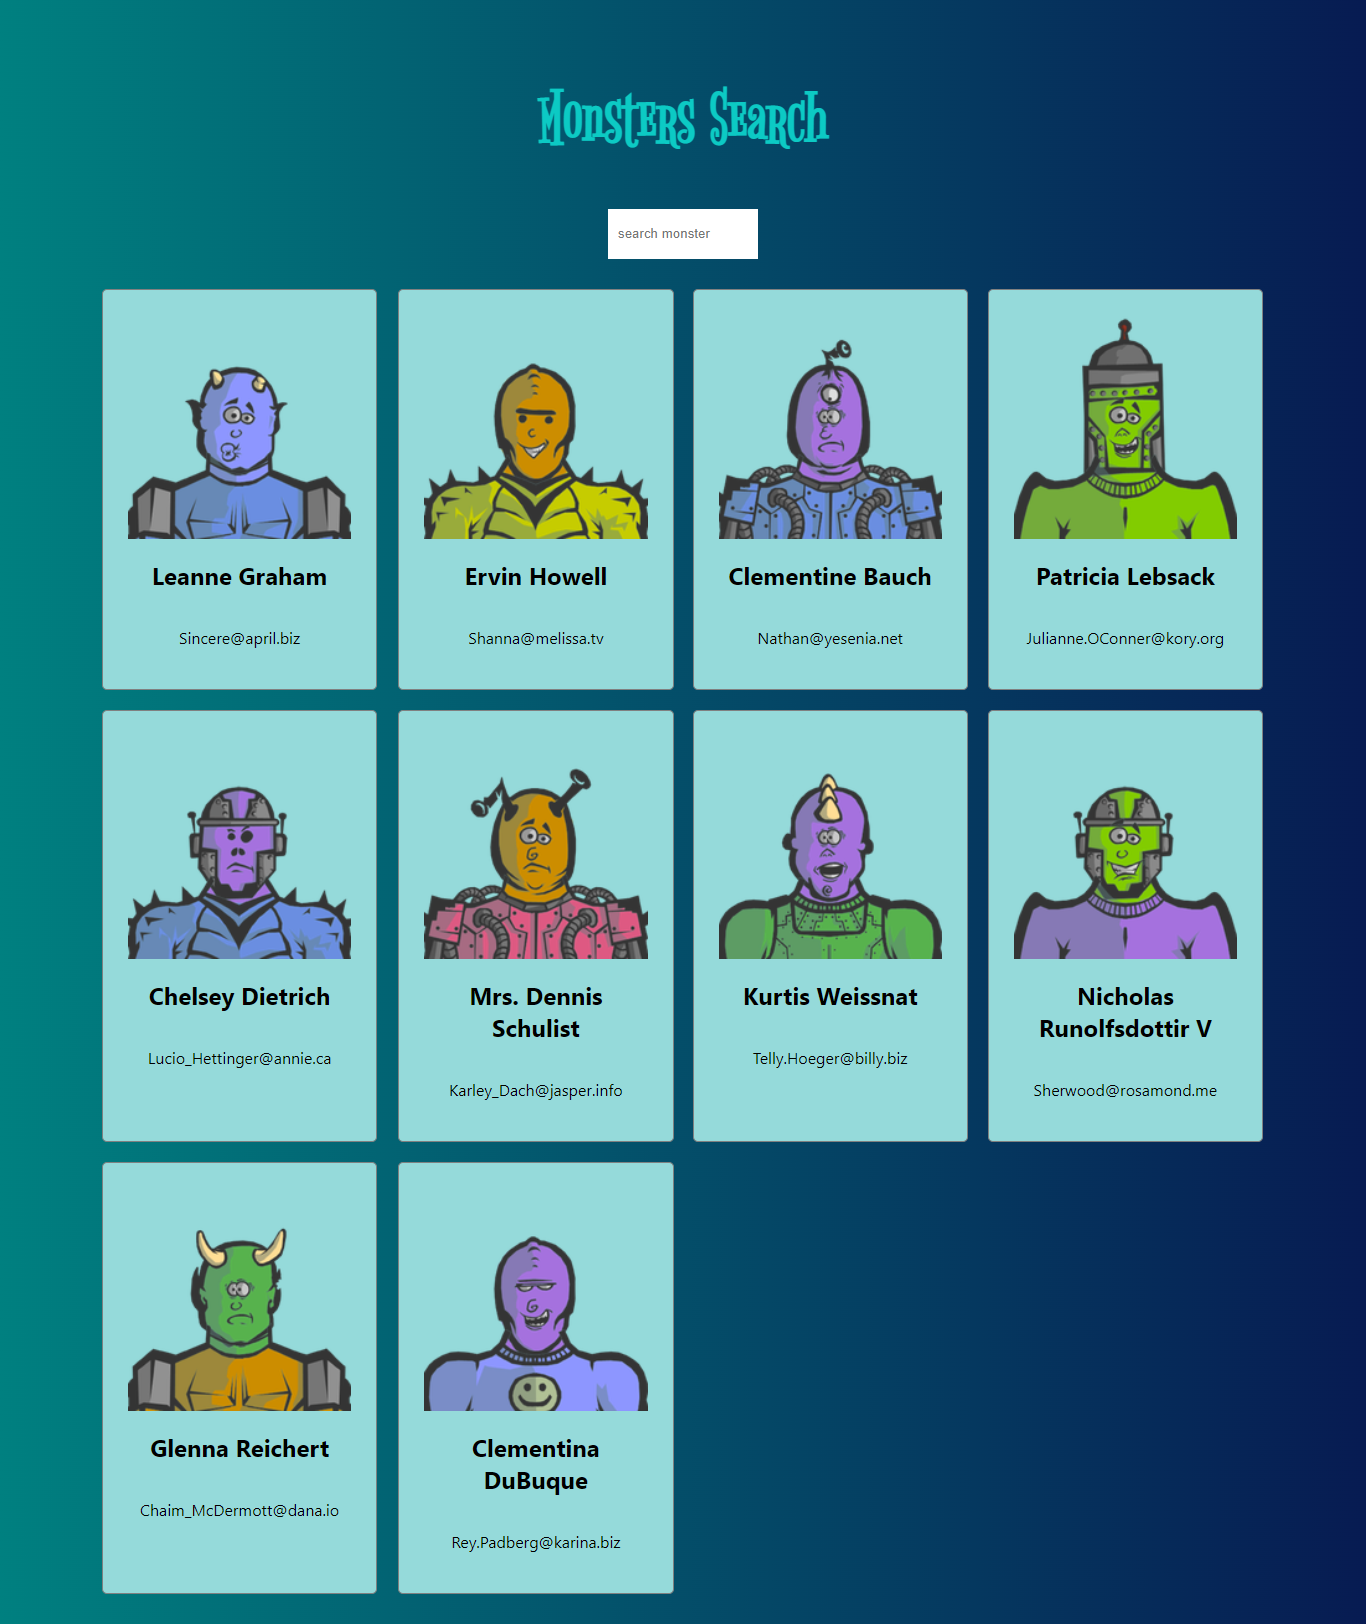 Monsters Search
search monster
Leanne Graham
Sincere@april.biz
Ervin Howell
Shanna@melissa.tv
Clementine Bauch
Nathan@yesenia.net
Patricia Lebsack
Julianne.OConner@kory.org
Chelsey Dietrich
Lucio_Hettinger@annie.ca
Mrs. Dennis
Schulist
Karley_Dach@jasper.info
Kurtis Weissnat
Telly.Hoeger@billy.biz
Nicholas
Runolfsdottir V
Sherwood@rosamond.me
Glenna Reichert
Chaim_McDermott@dana.io
Clementina
DuBuque
Rey.Padberg@karina.biz